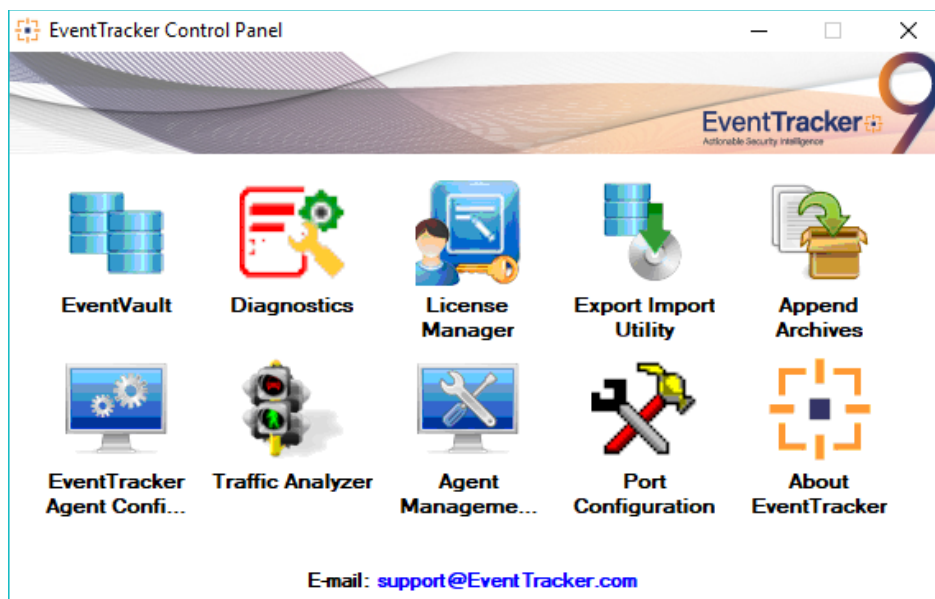 EventTracker Control Panel
EventTracker 9
Actionable Security Intelligence
EventVault
Diagnostics
License
Manager
Export Import
Utility
Append
Archives
EventTracker
Agent Confi...
Traffic Analyzer
Agent
Manageme...
Port
Configuration
About
EventTracker
E-mail: support@EventTracker.com